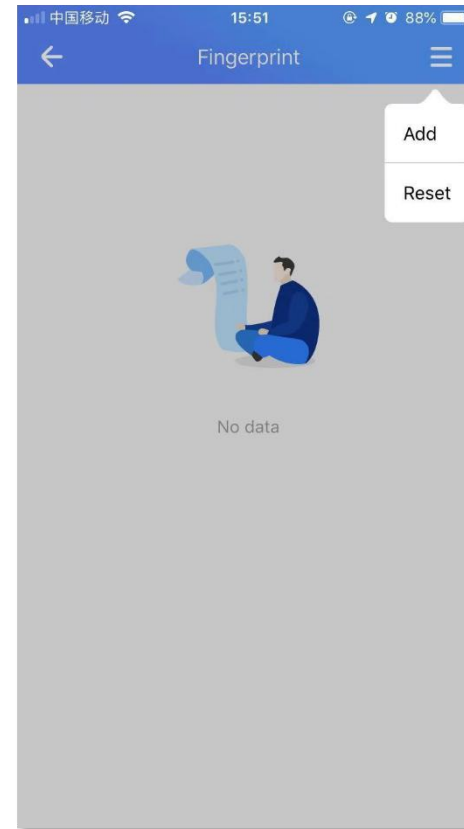 中国移动 15:51 88%
Fingerprint
Add
Reset
No data